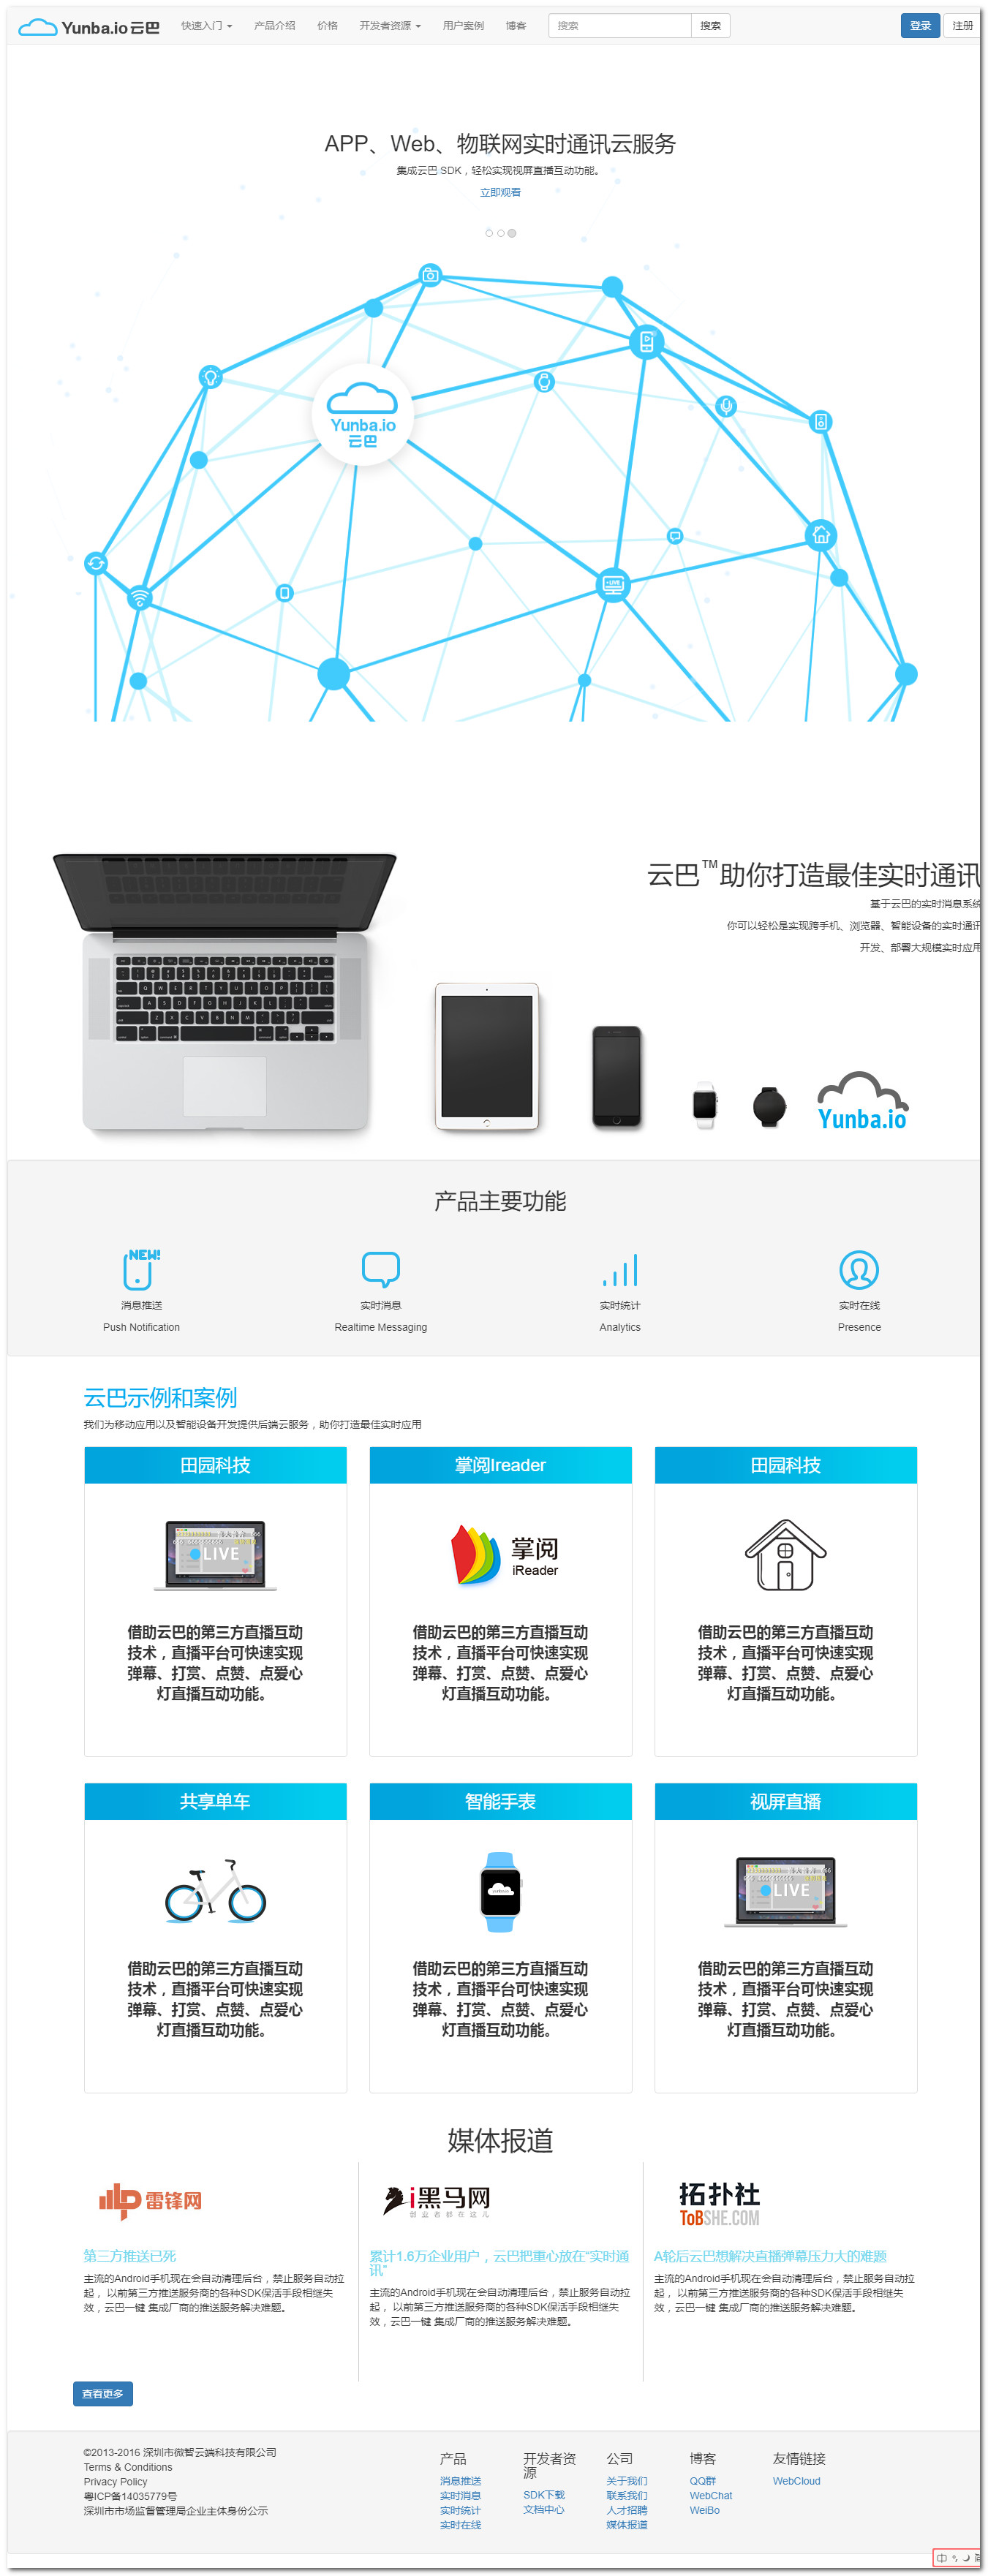 Yunba.io 云巴 快速入门 产品介绍 价格 开发者资源 用户案例 博客 搜索 搜索 登录 注册
APP、Web、物联网实时通讯云服务
集成云巴 SDK，轻松实现视屏直播互动功能。
立即观看
Yunba.io
云巴
LIVE
云巴™助你打造最佳实时通讯
基于云巴的实时消息系统
你可以轻松是实现跨手机、浏览器、智能设备的实时通讯
开发、部署大规模实时应用
Yunba.io
产品主要功能
NEW!
消息推送 实时消息 实时统计 实时在线
Push Notification Realtime Messaging Analytics Presence
云巴示例和案例
我们为移动应用以及智能设备开发提供后端云服务，助你打造最佳实时应用
田园科技 掌阅Ireader 田园科技
LIVE
掌阅
iReader
借助云巴的第三方直播互动
技术，直播平台可快速实现
弹幕、打赏、点赞、点爱心
灯直播互动功能。
借助云巴的第三方直播互动
技术，直播平台可快速实现
弹幕、打赏、点赞、点爱心
灯直播互动功能。
借助云巴的第三方直播互动
技术，直播平台可快速实现
弹幕、打赏、点赞、点爱心
灯直播互动功能。
共享单车 智能手表 视屏直播
LIVE
借助云巴的第三方直播互动
技术，直播平台可快速实现
弹幕、打赏、点赞、点爱心
灯直播互动功能。
借助云巴的第三方直播互动
技术，直播平台可快速实现
弹幕、打赏、点赞、点爱心
灯直播互动功能。
借助云巴的第三方直播互动
技术，直播平台可快速实现
弹幕、打赏、点赞、点爱心
灯直播互动功能。
媒体报道
雷锋网
第三方推送已死
主流的Android手机现在会自动清理后台，禁止服务自动拉
起， 以前第三方推送服务商的各种SDK保活手段相继失
效，云巴一键 集成厂商的推送服务解决难题。
i黑马网
创业者都在这儿
累计1.6万企业用户，云巴把重心放在“实时通
讯”
主流的Android手机现在会自动清理后台，禁止服务自动拉
起， 以前第三方推送服务商的各种SDK保活手段相继失
效，云巴一键 集成厂商的推送服务解决难题。
拓扑社
ToBSHE.COM
A轮后云巴想解决直播弹幕压力大的难题
主流的Android手机现在会自动清理后台，禁止服务自动拉
起， 以前第三方推送服务商的各种SDK保活手段相继失
效，云巴一键 集成厂商的推送服务解决难题。
查看更多
©2013-2016 深圳市微智云端科技有限公司
Terms & Conditions
Privacy Policy
粤ICP备14035779号
深圳市市场监督管理局企业主体身份公示
产品
消息推送
实时消息
实时统计
实时在线
开发者资
源
SDK下载
文档中心
公司
关于我们
联系我们
人才招聘
媒体报道
博客
QQ群
WebChat
WeiBo
友情链接
WebCloud
中